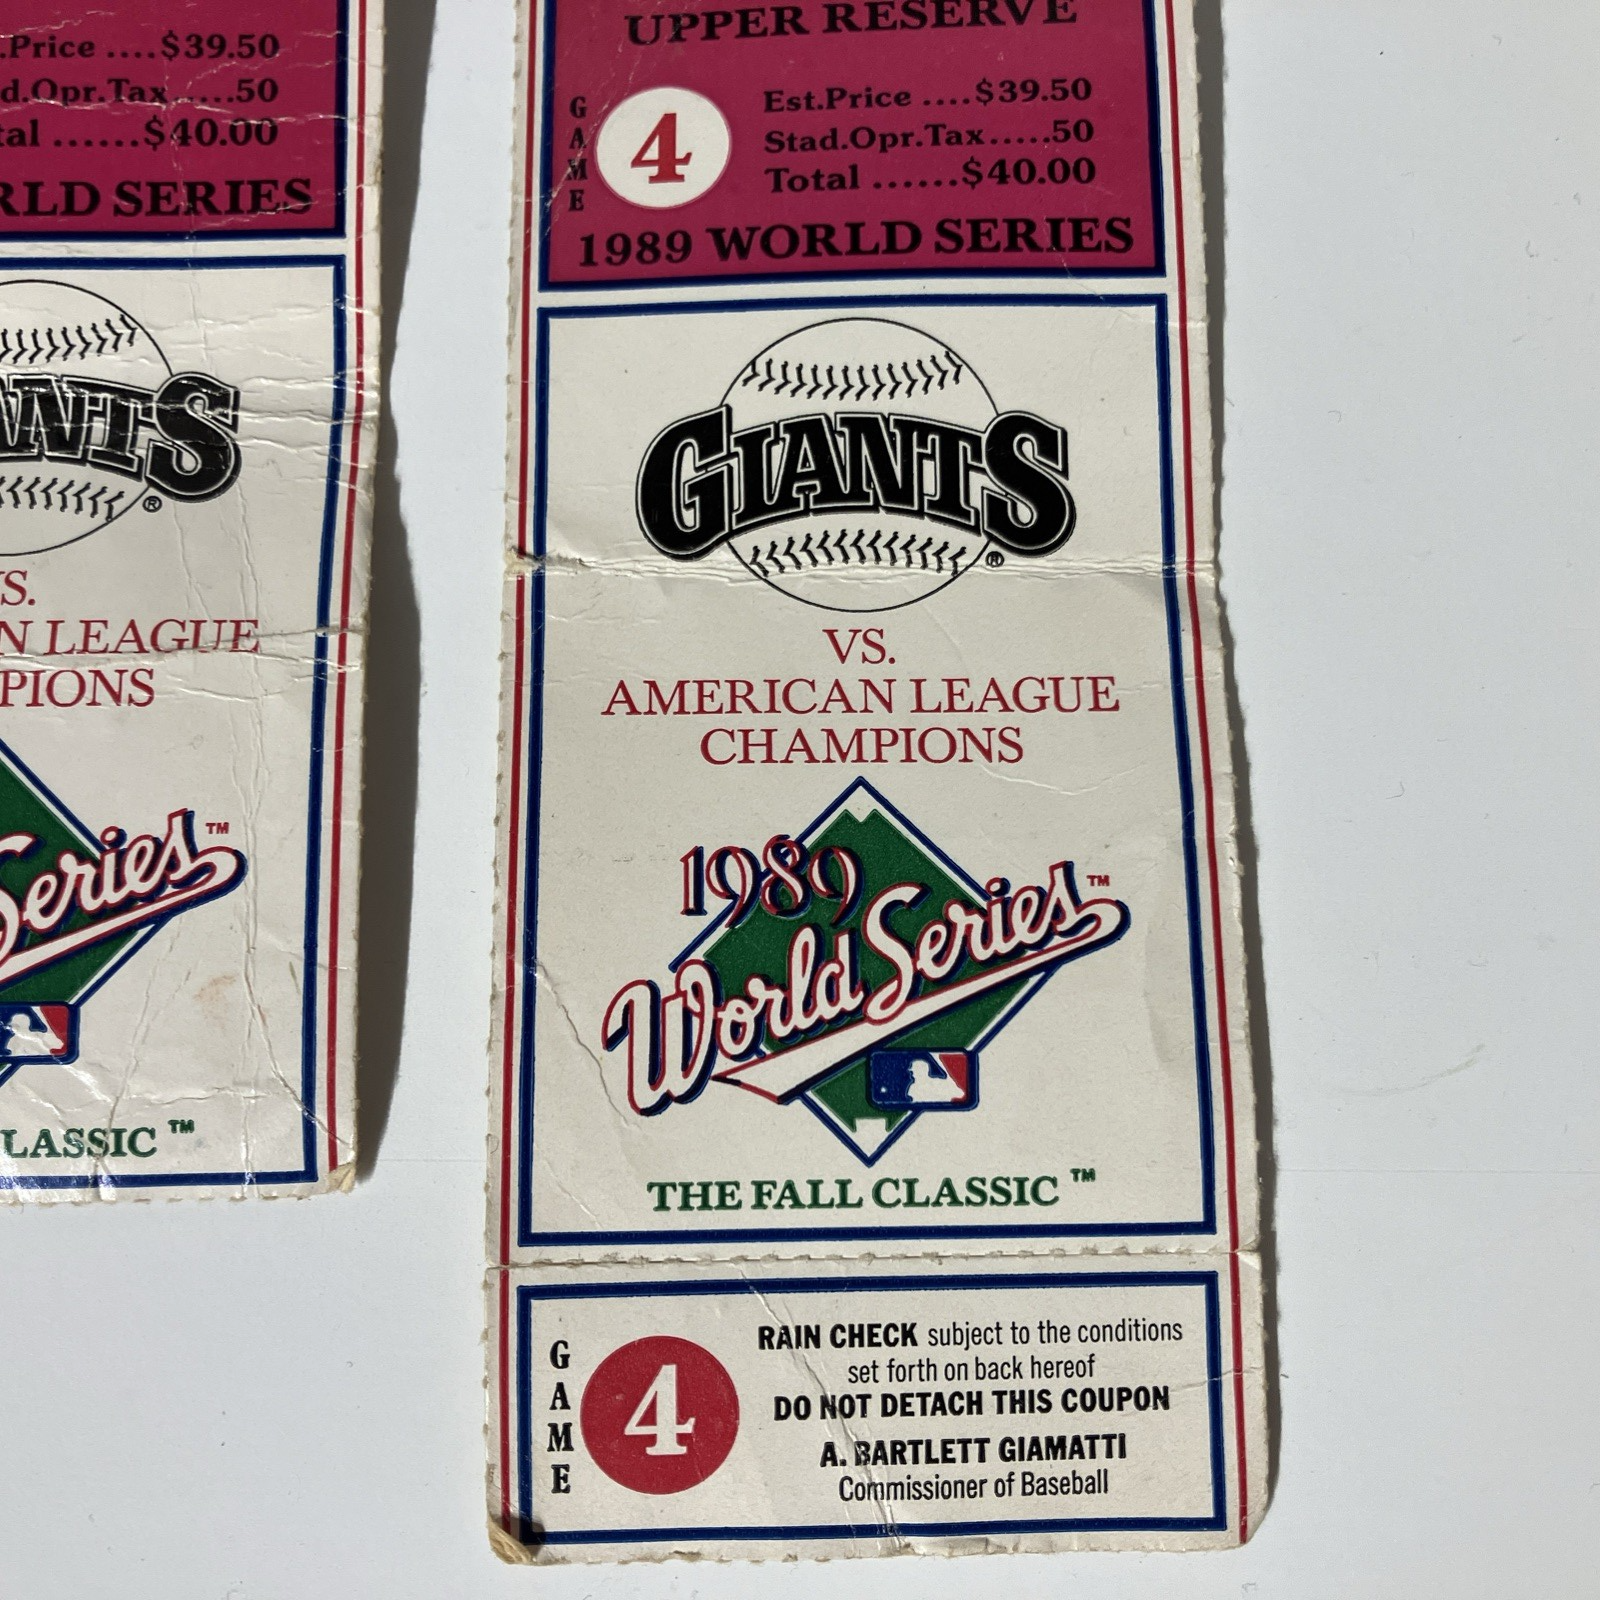 .Price ....$39.50
d.Opr.Tax.....50
tal ......$40.00
RLD SERIES
ANTS
®
S.
N LEAGUE
PIONS
Series™
LASSIC ™
UPPER RESERVE
GAME
4
Est.Price ....$39.50
Stad.Opr.Tax.....50
Total ......$40.00
1989 WORLD SERIES
GIANTS
®
VS.
AMERICAN LEAGUE
CHAMPIONS
1989
World Series™
THE FALL CLASSIC ™
GAME
4
RAIN CHECK subject to the conditions
set forth on back hereof
DO NOT DETACH THIS COUPON
A. BARTLETT GIAMATTI
Commissioner of Baseball